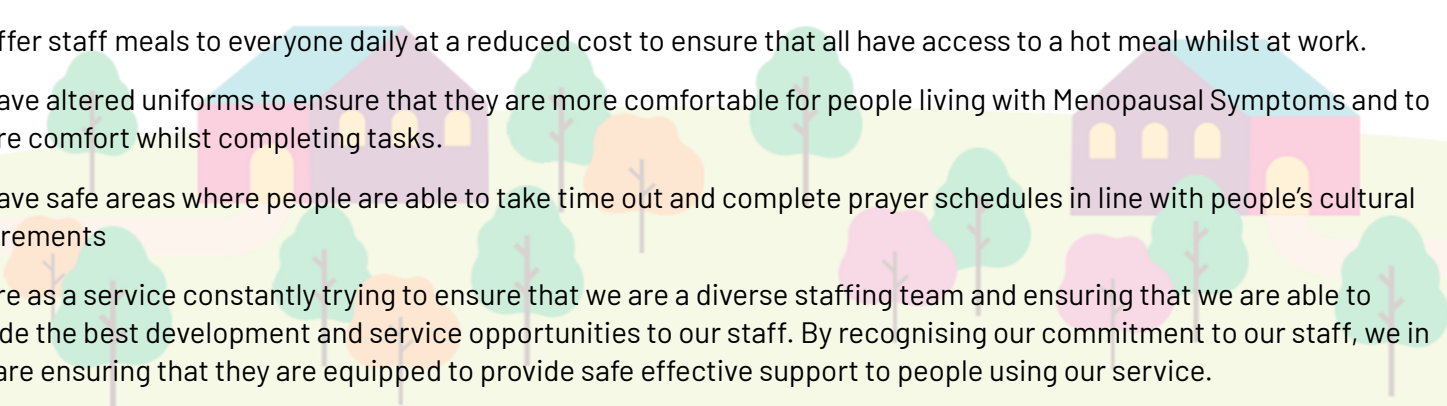 ffer staff meals to everyone daily at a reduced cost to ensure that all have access to a hot meal whilst at work.
ave altered uniforms to ensure that they are more comfortable for people living with Menopausal Symptoms and to
re comfort whilst completing tasks.
ave safe areas where people are able to take time out and complete prayer schedules in line with people's cultural
rements
re as a service constantly trying to ensure that we are a diverse staffing team and ensuring that we are able to
de the best development and service opportunities to our staff. By recognising our commitment to our staff, we in
are ensuring that they are equipped to provide safe effective support to people using our service.